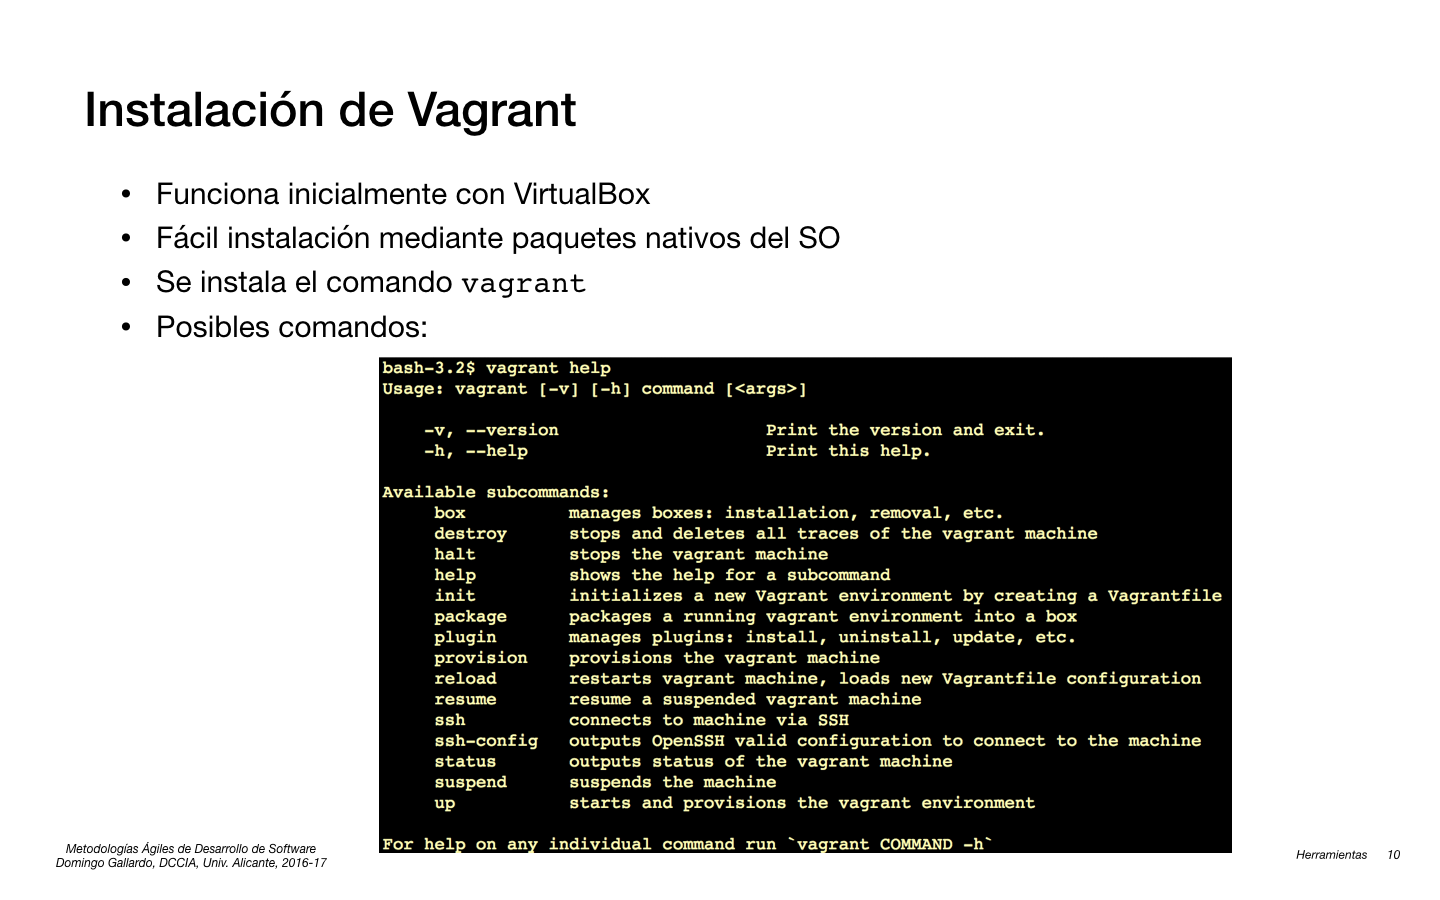 Instalación de Vagrant
• Funciona inicialmente con VirtualBox
• Fácil instalación mediante paquetes nativos del SO
• Se instala el comando vagrant
• Posibles comandos:
bash-3.2$ vagrant help
Usage: vagrant [-v] [-h] command [<args>]
-v, --version Print the version and exit.
-h, --help Print this help.
Available subcommands:
box manages boxes: installation, removal, etc.
destroy stops and deletes all traces of the vagrant machine
halt stops the vagrant machine
help shows the help for a subcommand
init initializes a new Vagrant environment by creating a Vagrantfile
package packages a running vagrant environment into a box
plugin manages plugins: install, uninstall, update, etc.
provision provisions the vagrant machine
reload restarts vagrant machine, loads new Vagrantfile configuration
resume resume a suspended vagrant machine
ssh connects to machine via SSH
ssh-config outputs OpenSSH valid configuration to connect to the machine
status outputs status of the vagrant machine
suspend suspends the machine
up starts and provisions the vagrant environment
For help on any individual command run `vagrant COMMAND -h`
Metodologías Ágiles de Desarrollo de Software
Domingo Gallardo, DCCIA, Univ. Alicante, 2016-17
Herramientas 10